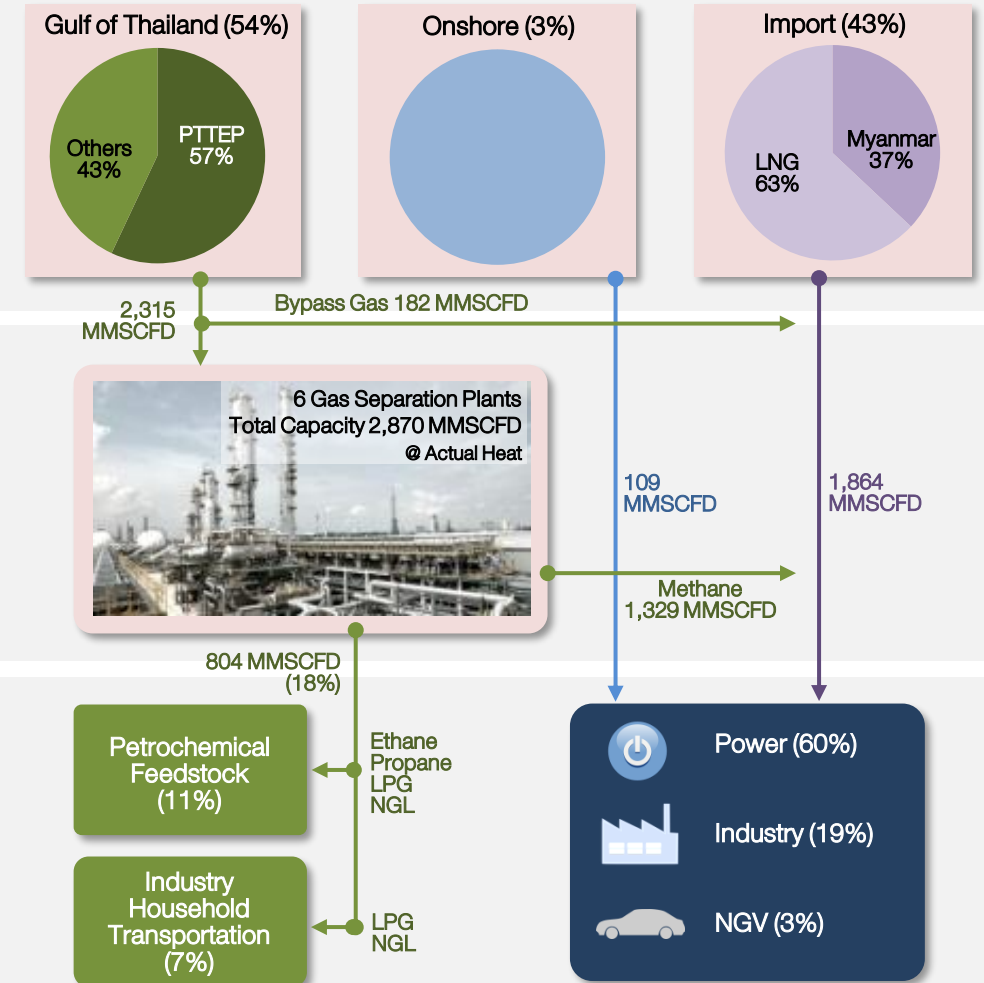 Gulf of Thailand (54%)
Onshore (3%)
Import (43%)
Others
43%
PTTEP
57%
LNG
63%
Myanmar
37%
2,315
MMSCFD
Bypass Gas 182 MMSCFD
6 Gas Separation Plants
Total Capacity 2,870 MMSCFD
@ Actual Heat
109
MMSCFD
1,864
MMSCFD
Methane
1,329 MMSCFD
804 MMSCFD
(18%)
Petrochemical
Feedstock
(11%)
Ethane
Propane
LPG
NGL
Industry
Household
Transportation
(7%)
LPG
NGL
Power (60%)
Industry (19%)
NGV (3%)